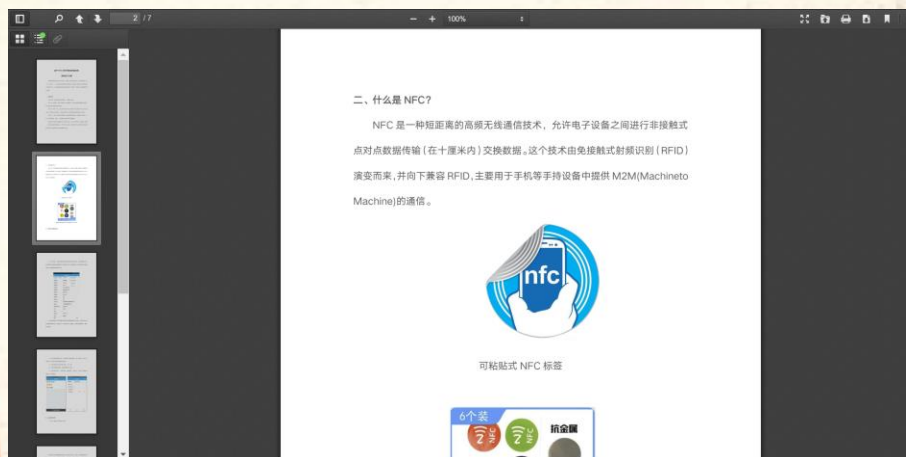 2 / 7
100%
二、什么是 NFC?
NFC 是一种短距离的高频无线通信技术，允许电子设备之间进行非接触式
点对点数据传输(在十厘米内)交换数据。这个技术由免接触式射频识别(RFID)
演变而来,并向下兼容 RFID,主要用于手机等手持设备中提供 M2M(Machineto
Machine)的通信。
nfc
可粘贴式 NFC 标签
6个装
NFC
NFC
抗金属